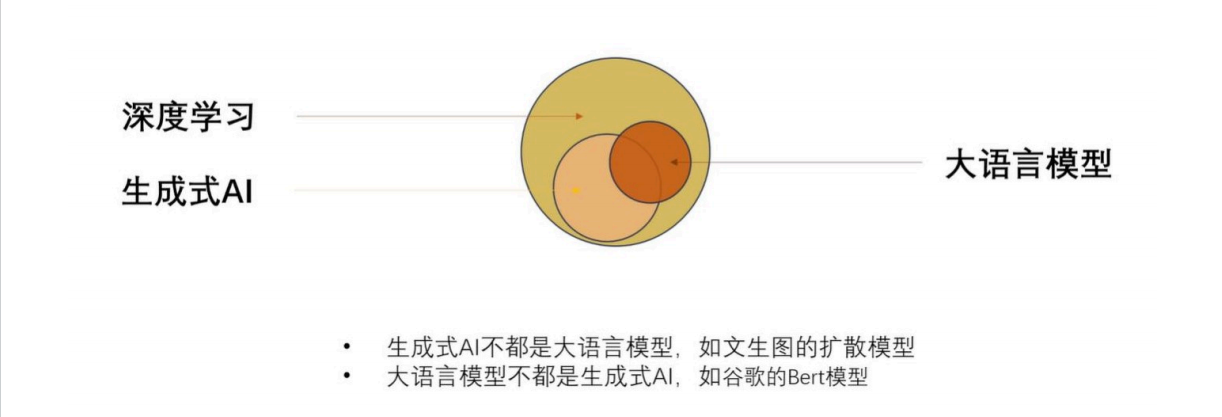 深度学习
生成式AI
大语言模型
• 生成式AI不都是大语言模型，如文生图的扩散模型
• 大语言模型不都是生成式AI，如谷歌的Bert模型